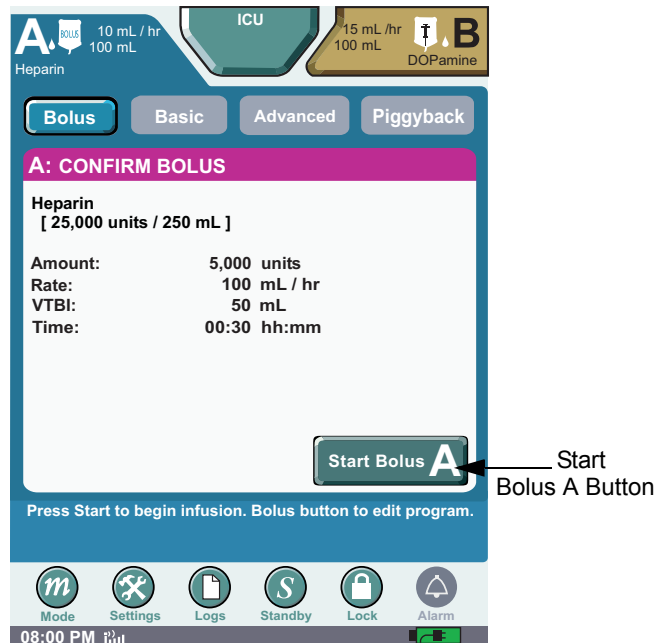 A
BOLUS
10 mL / hr
100 mL
Heparin
ICU
15 mL /hr
100 mL
B
DOPamine
Bolus
Basic
Advanced
Piggyback
A: CONFIRM BOLUS
Heparin
[ 25,000 units / 250 mL ]
Amount: 5,000 units
Rate: 100 mL / hr
VTBI: 50 mL
Time: 00:30 hh:mm
Start Bolus A
Start
Bolus A Button
Press Start to begin infusion. Bolus button to edit program.
m
S
Mode Settings Logs Standby Lock Alarm
08:00 PM